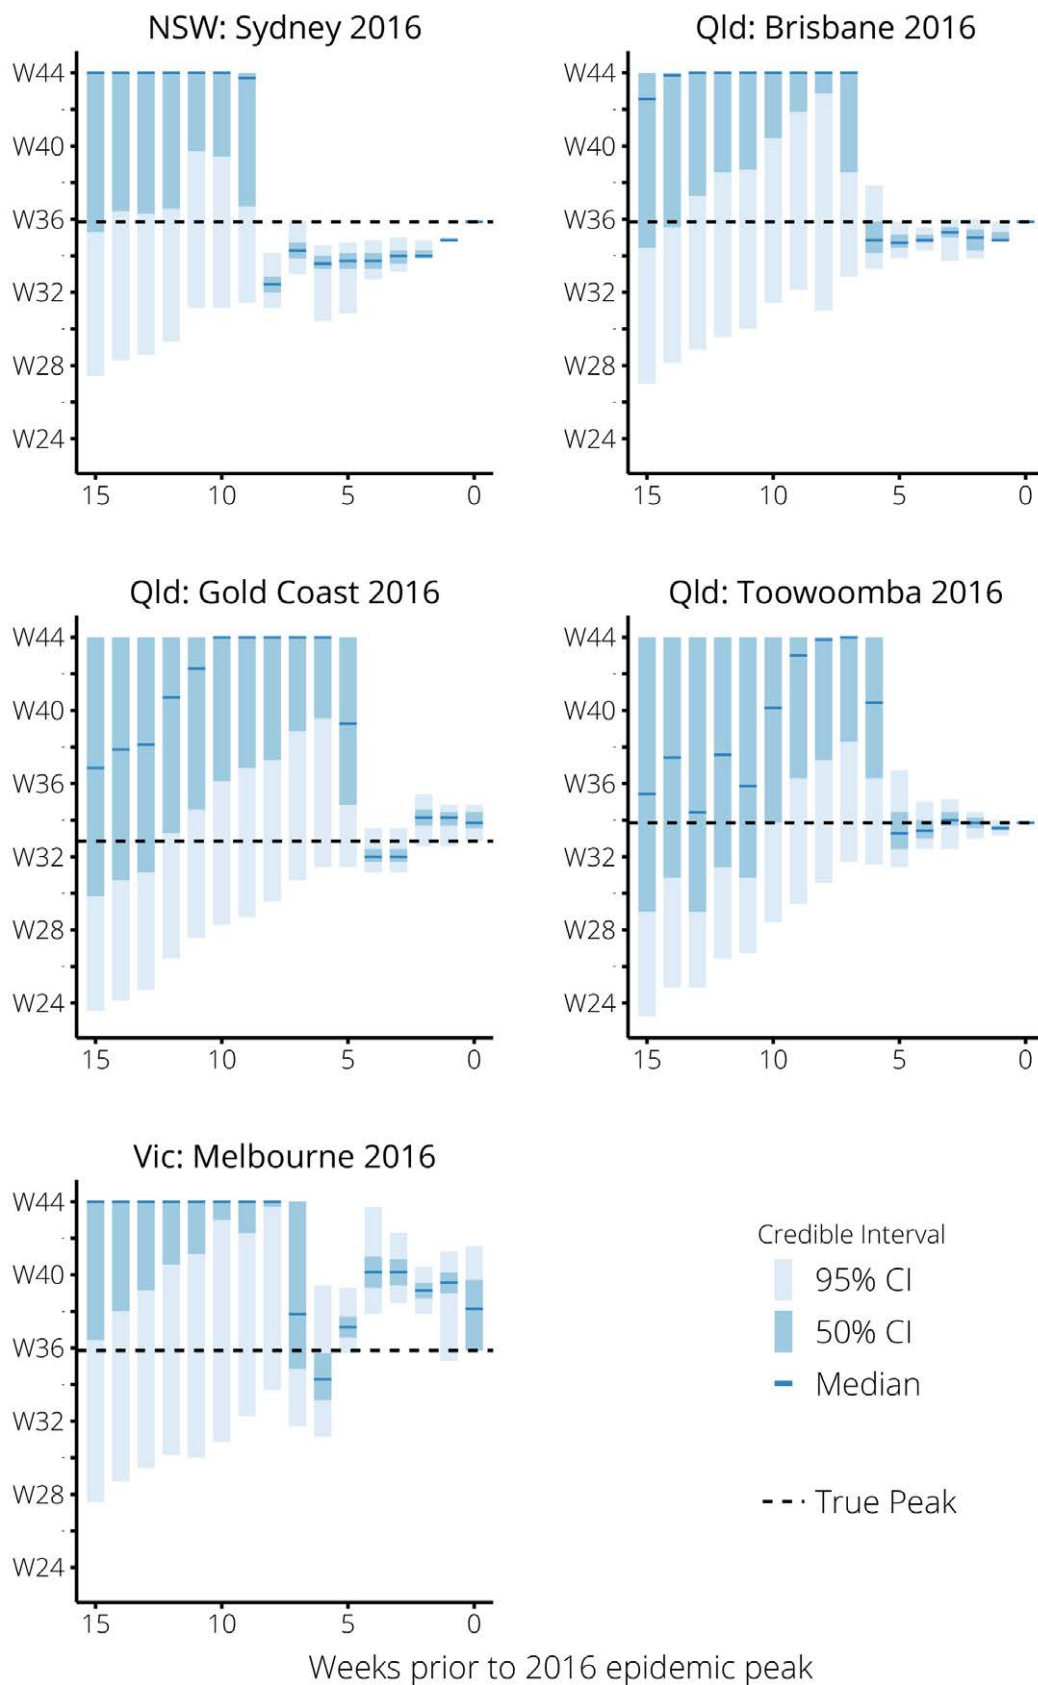 NSW: Sydney 2016
W44
W40
W36
W32
W28
W24
15 10 5 0
Qld: Brisbane 2016
W44
W40
W36
W32
W28
W24
15 10 5 0
Qld: Gold Coast 2016
W44
W40
W36
W32
W28
W24
15 10 5 0
Qld: Toowoomba 2016
W44
W40
W36
W32
W28
W24
15 10 5 0
Vic: Melbourne 2016
W44
W40
W36
W32
W28
W24
15 10 5 0
Credible Interval
95% CI
50% CI
Median
True Peak
Weeks prior to 2016 epidemic peak